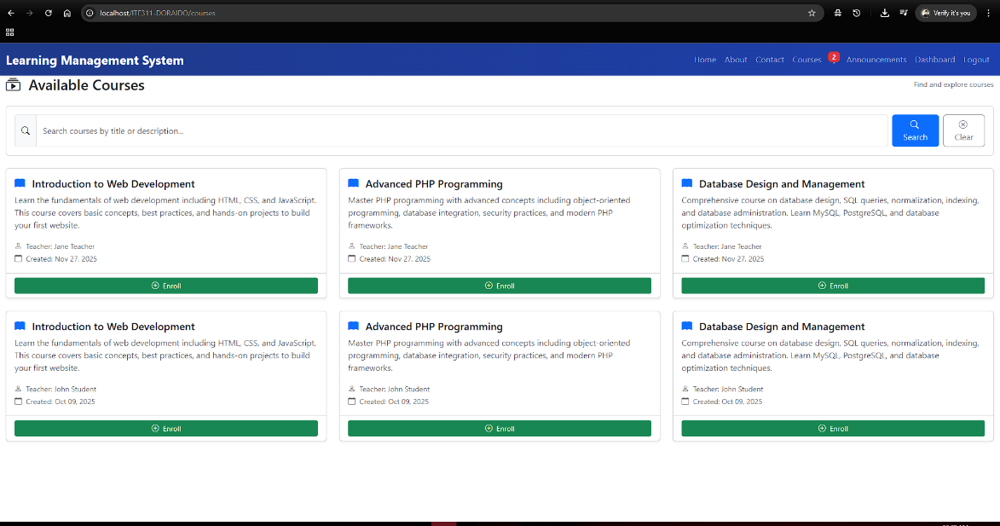 localhost/ITE311-DORAIDO/courses
Verify it's you
Learning Management System
Home About Contact Courses 2 Announcements Dashboard Logout
Available Courses
Find and explore courses
Search courses by title or description...
Search
Clear
Introduction to Web Development
Learn the fundamentals of web development including HTML, CSS, and JavaScript.
This course covers basic concepts, best practices, and hands-on projects to build
your first website.
Teacher: Jane Teacher
Created: Nov 27, 2025
Enroll
Advanced PHP Programming
Master PHP programming with advanced concepts including object-oriented
programming, database integration, security practices, and modern PHP
frameworks.
Teacher: Jane Teacher
Created: Nov 27, 2025
Enroll
Database Design and Management
Comprehensive course on database design, SQL queries, normalization, indexing,
and database administration. Learn MySQL, PostgreSQL, and database
optimization techniques.
Teacher: Jane Teacher
Created: Nov 27, 2025
Enroll
Introduction to Web Development
Learn the fundamentals of web development including HTML, CSS, and JavaScript.
This course covers basic concepts, best practices, and hands-on projects to build
your first website.
Teacher: John Student
Created: Oct 09, 2025
Enroll
Advanced PHP Programming
Master PHP programming with advanced concepts including object-oriented
programming, database integration, security practices, and modern PHP
frameworks.
Teacher: John Student
Created: Oct 09, 2025
Enroll
Database Design and Management
Comprehensive course on database design, SQL queries, normalization, indexing,
and database administration. Learn MySQL, PostgreSQL, and database
optimization techniques.
Teacher: John Student
Created: Oct 09, 2025
Enroll